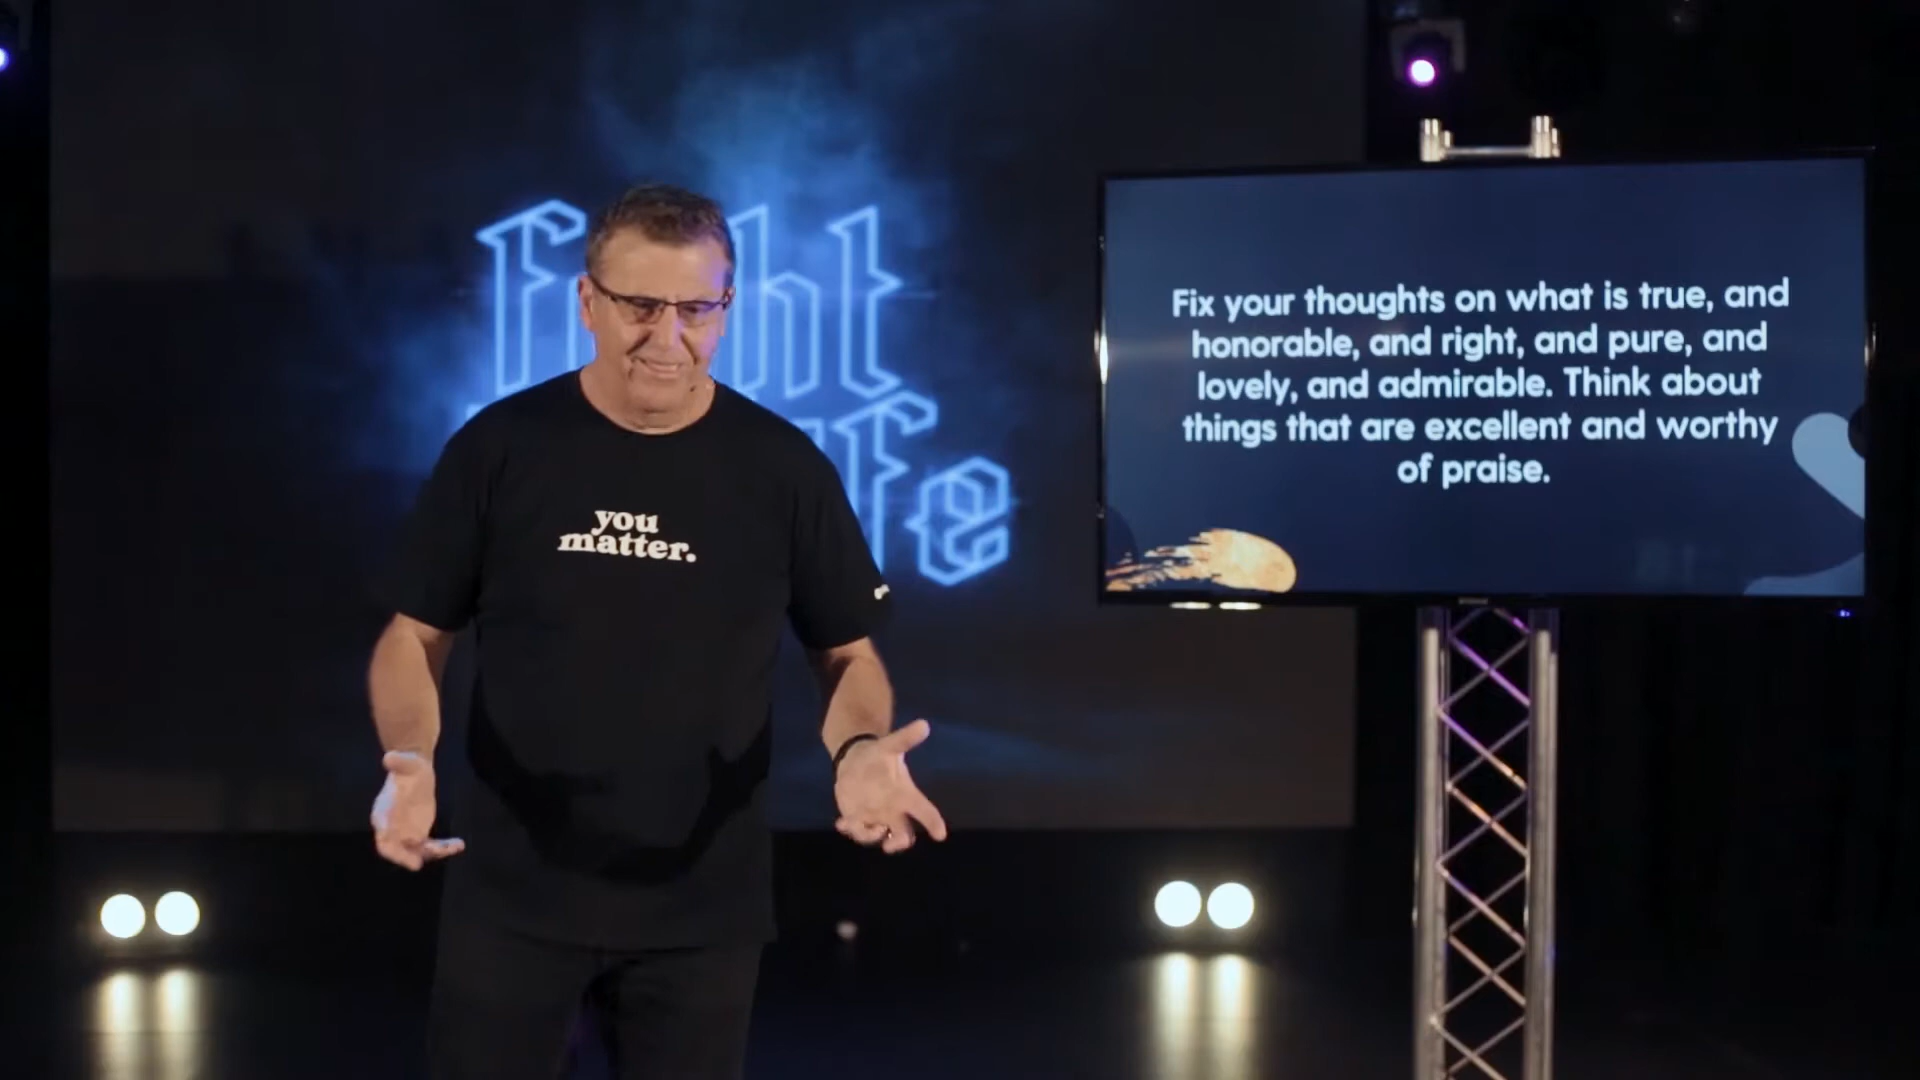 you
matter.
Fix your thoughts on what is true, and
honorable, and right, and pure, and
lovely, and admirable. Think about
things that are excellent and worthy
of praise.